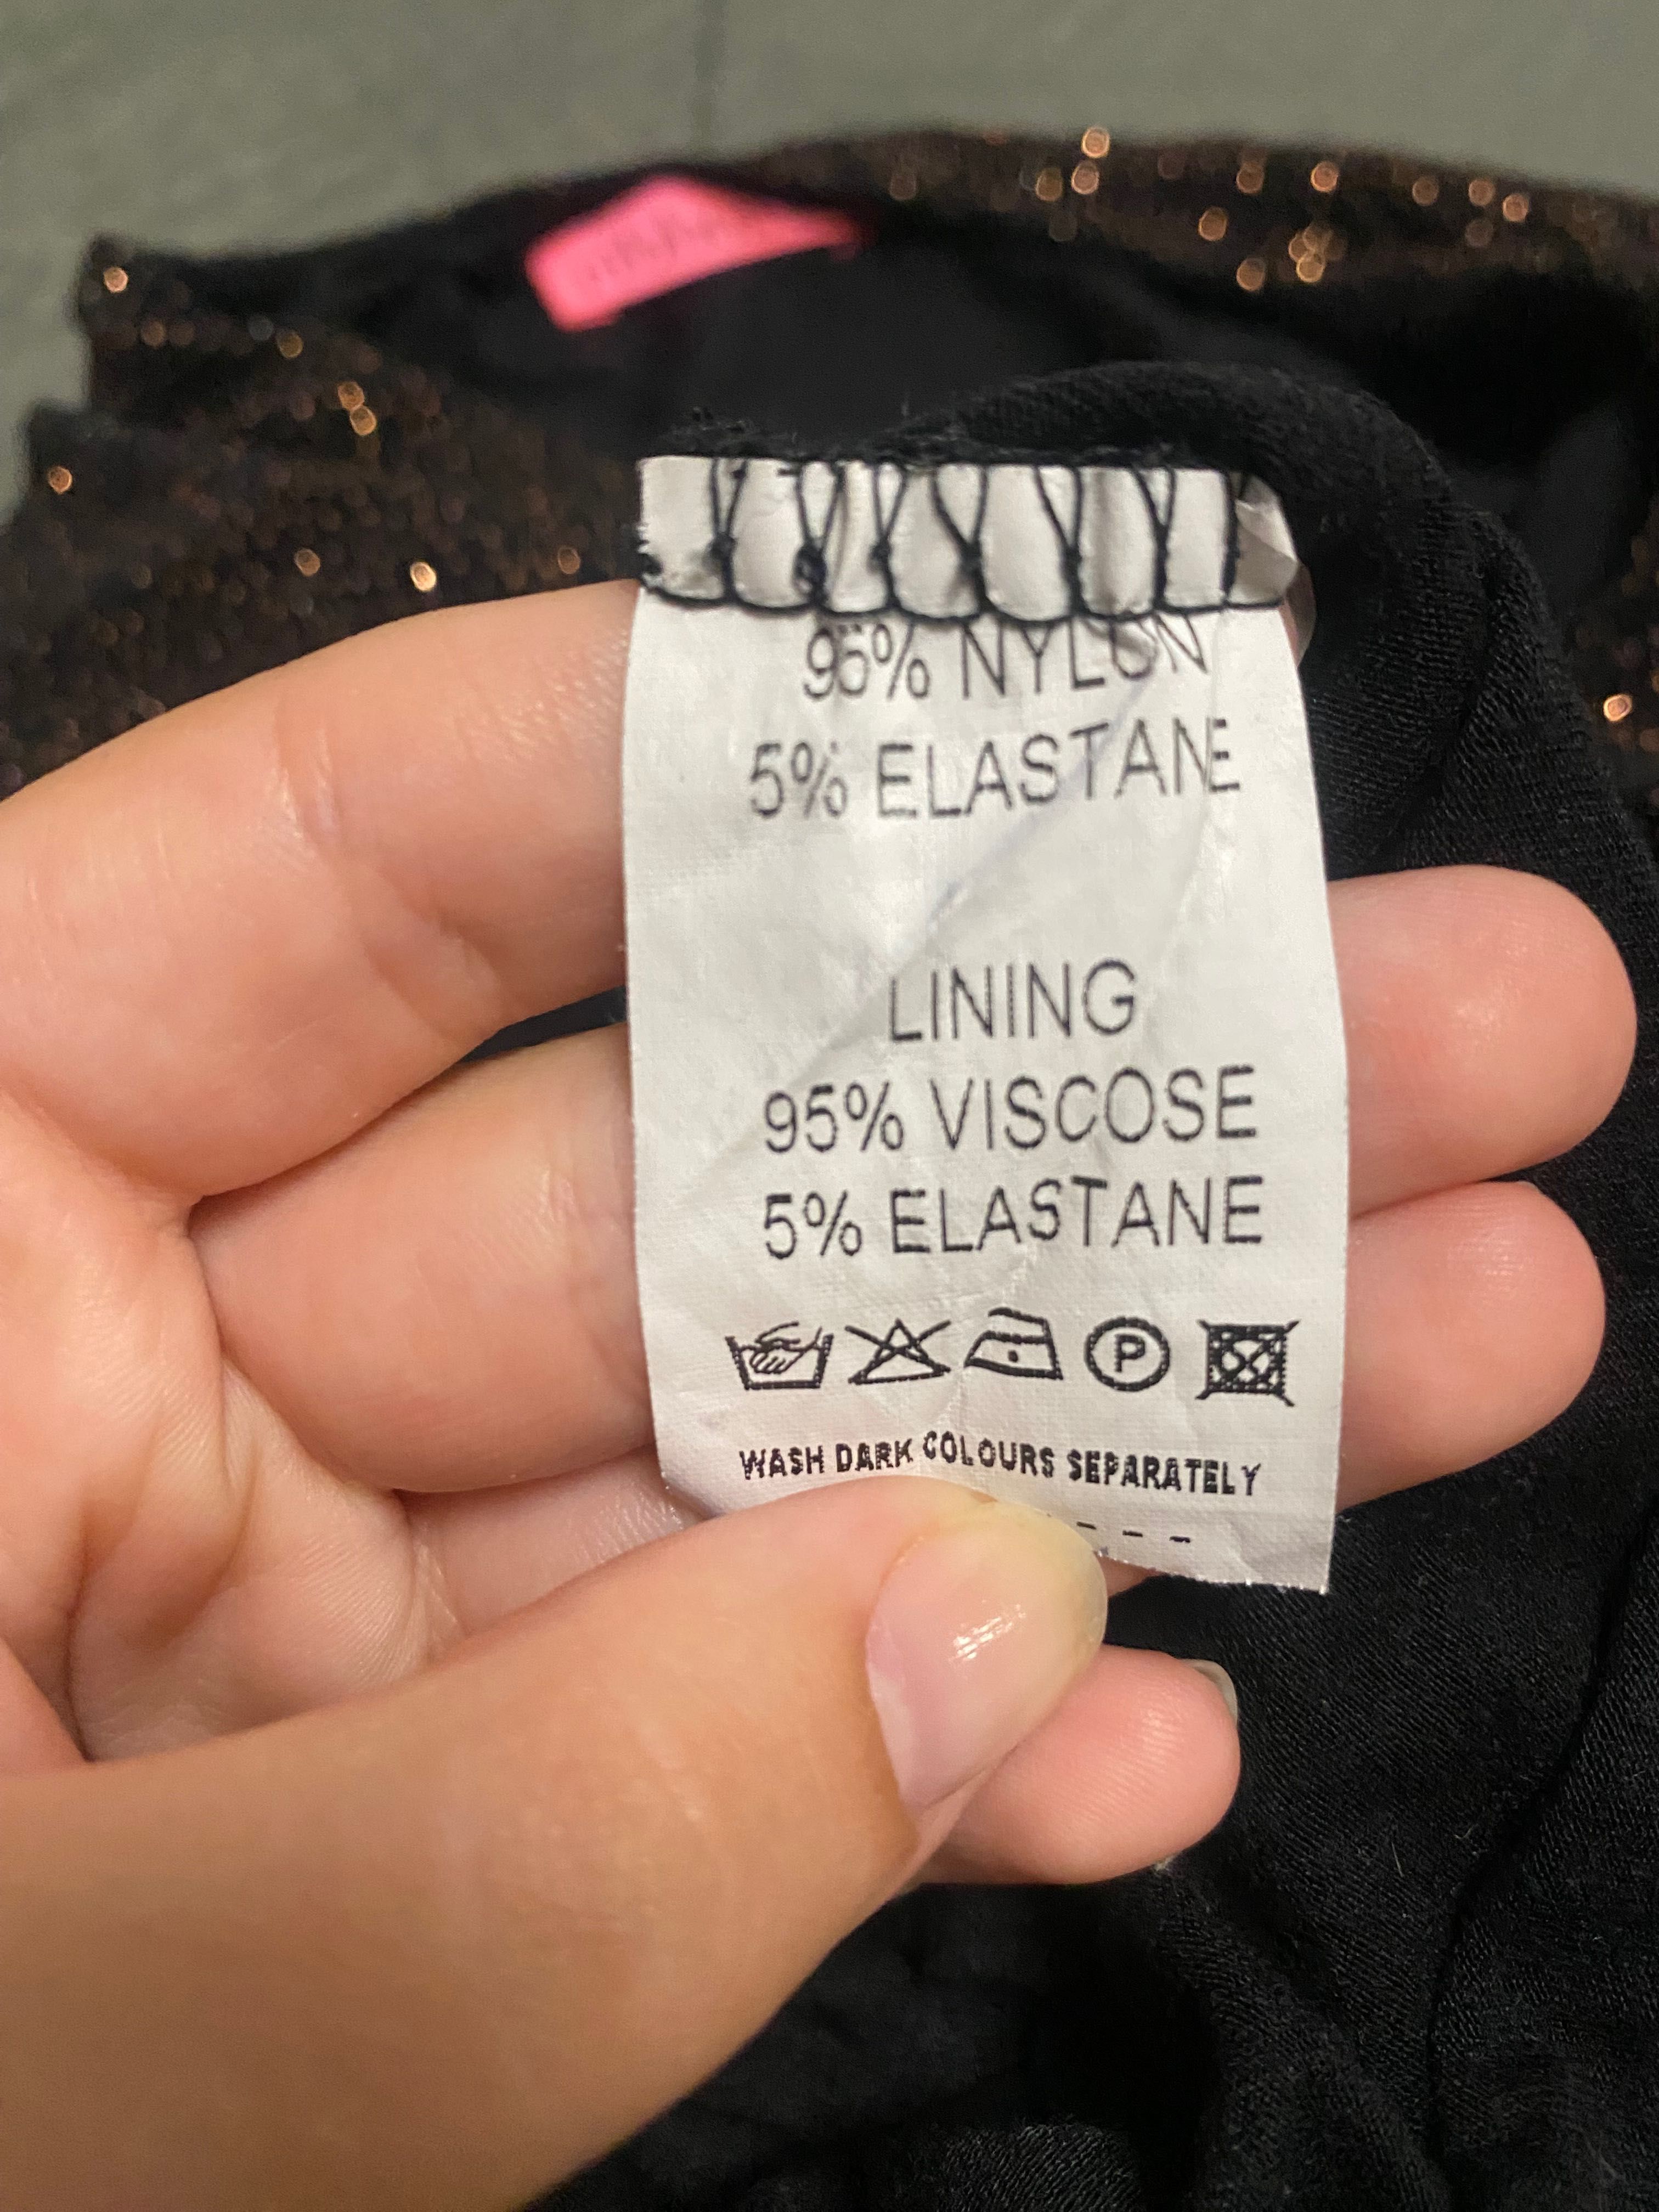 95% NYLON
5% ELASTANE
LINING
95% VISCOSE
5% ELASTANE
P
WASH DARK COLOURS SEPARATELY